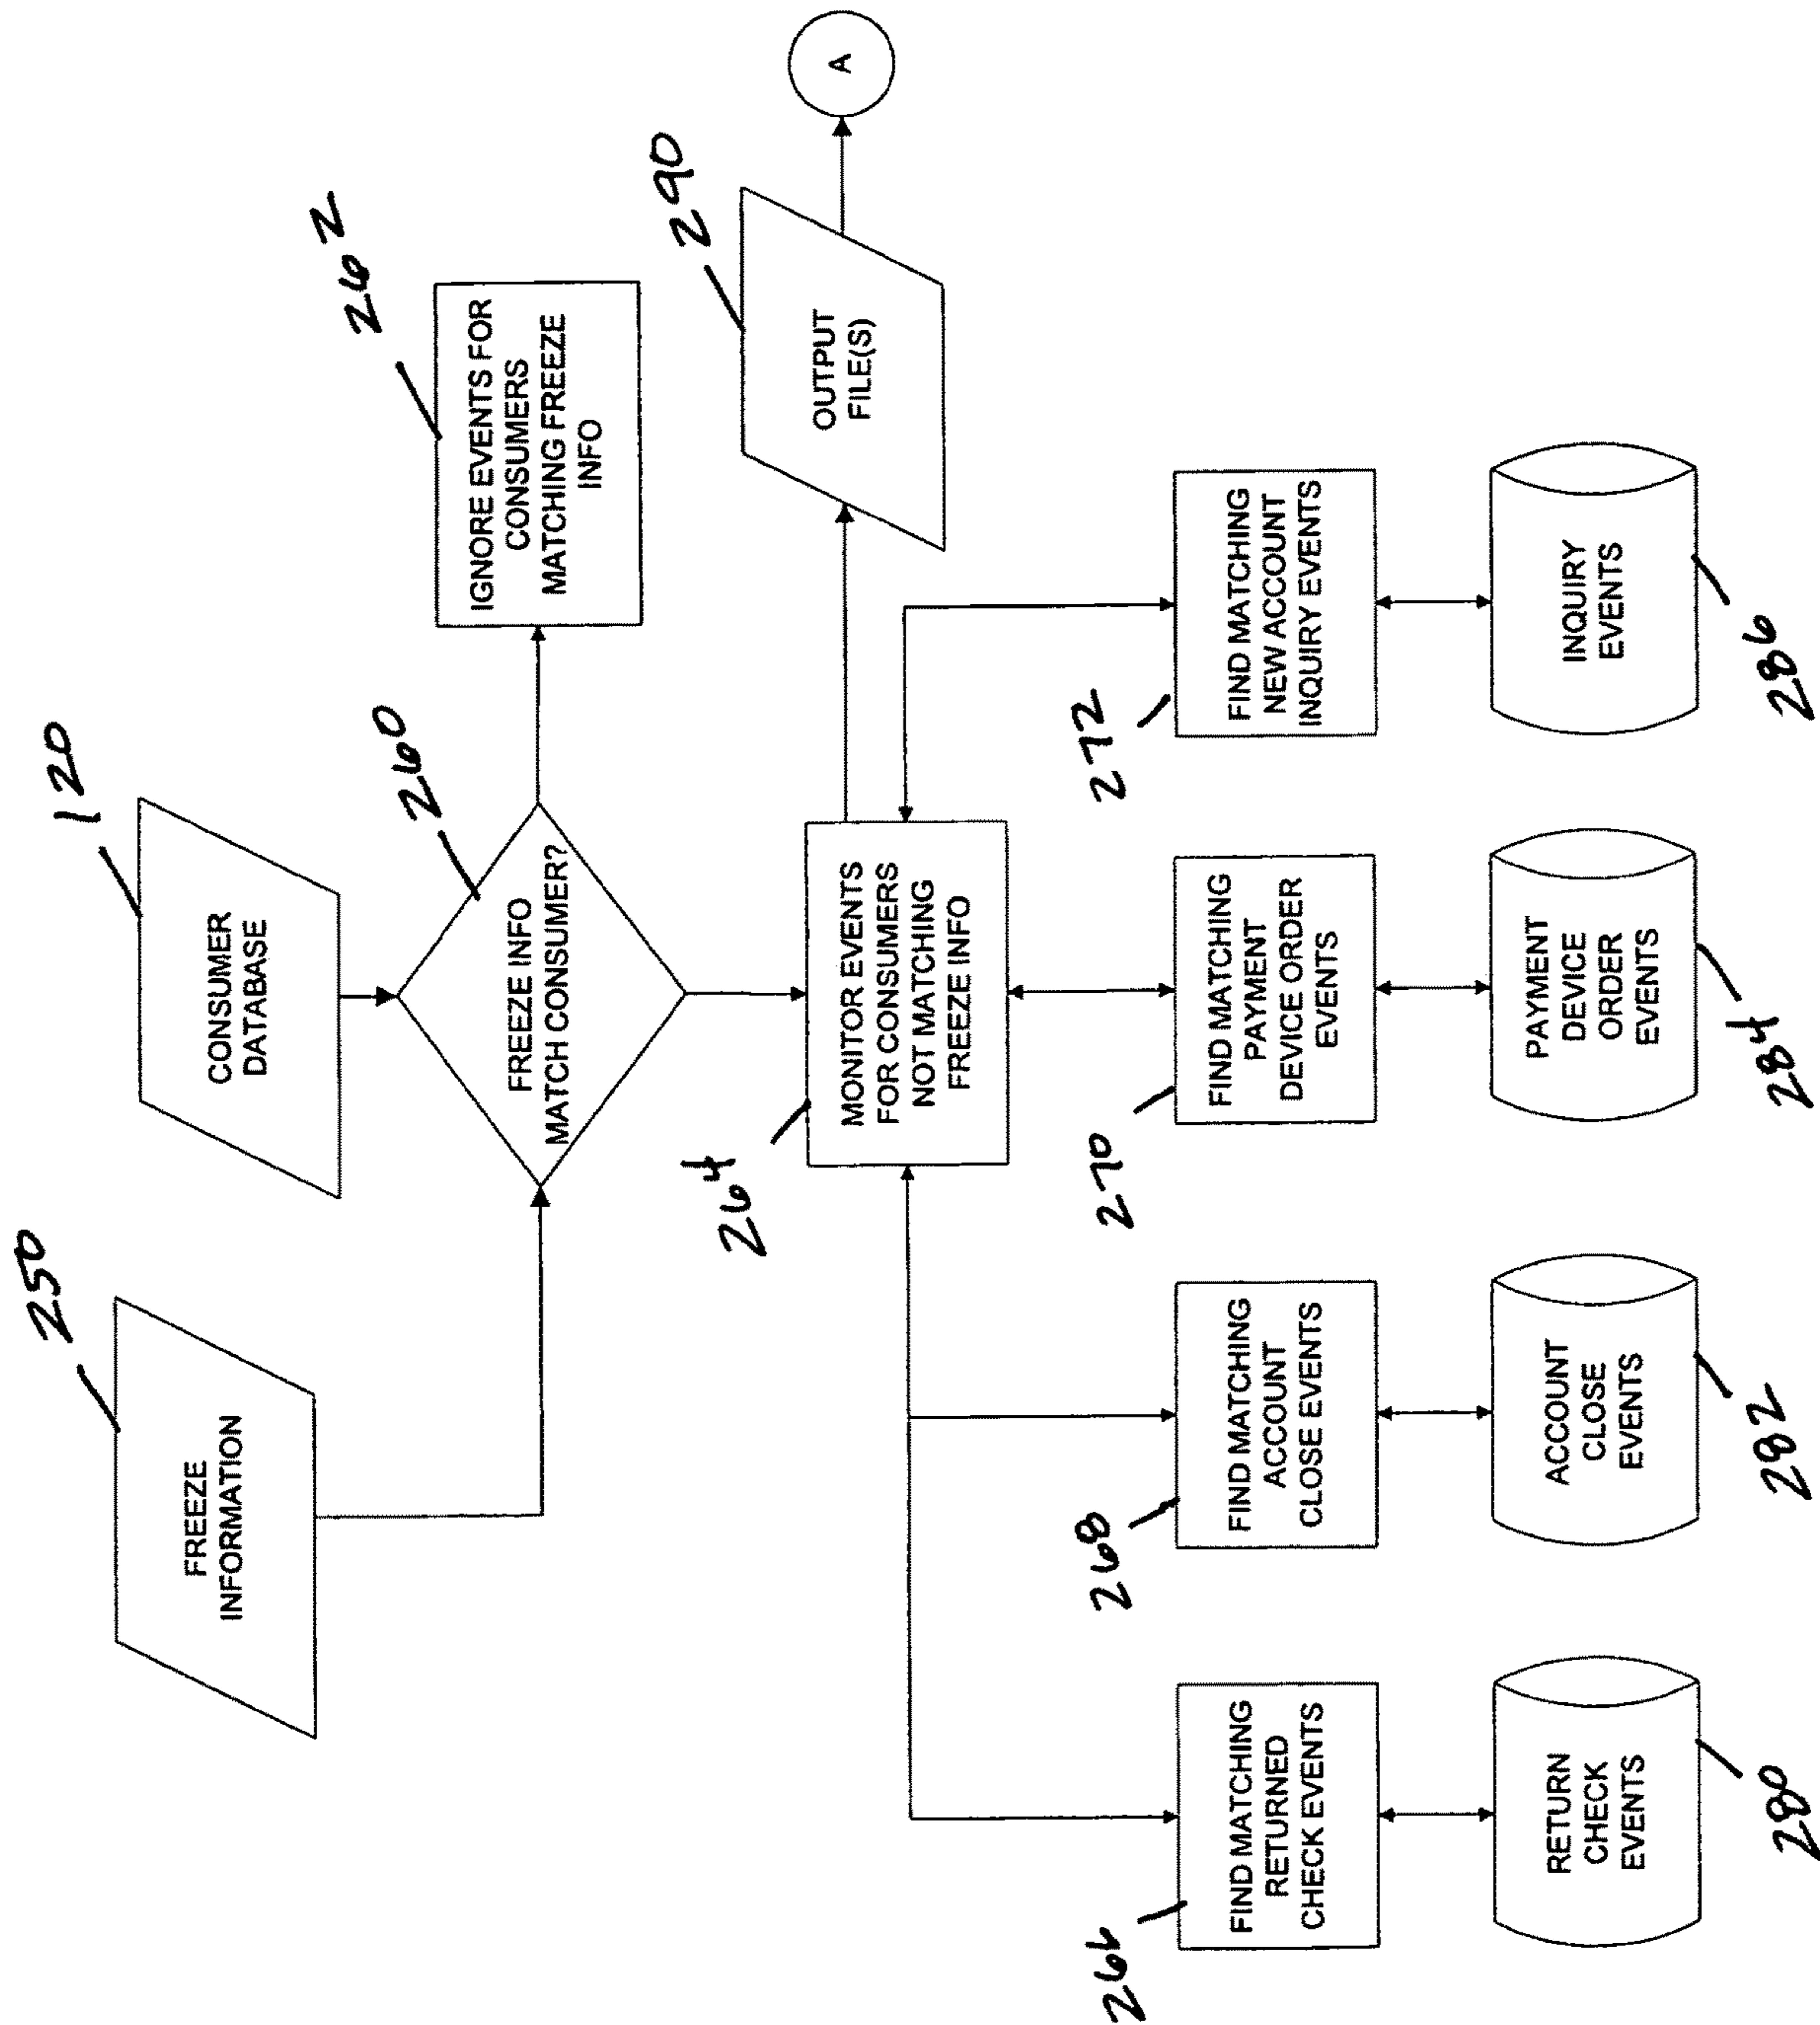 250
FREEZE
INFORMATION
120
CONSUMER
DATABASE
260
FREEZE INFO
MATCH CONSUMER?
262
IGNORE EVENTS FOR
CONSUMERS
MATCHING FREEZE
INFO
264
MONITOR EVENTS
FOR CONSUMERS
NOT MATCHING
FREEZE INFO
290
OUTPUT
FILE(S)
A
266
FIND MATCHING
RETURNED
CHECK EVENTS
268
FIND MATCHING
ACCOUNT
CLOSE EVENTS
270
FIND MATCHING
PAYMENT
DEVICE ORDER
EVENTS
272
FIND MATCHING
NEW ACCOUNT
INQUIRY EVENTS
RETURN
CHECK
EVENTS
280
ACCOUNT
CLOSE
EVENTS
282
PAYMENT
DEVICE
ORDER
EVENTS
284
INQUIRY
EVENTS
286